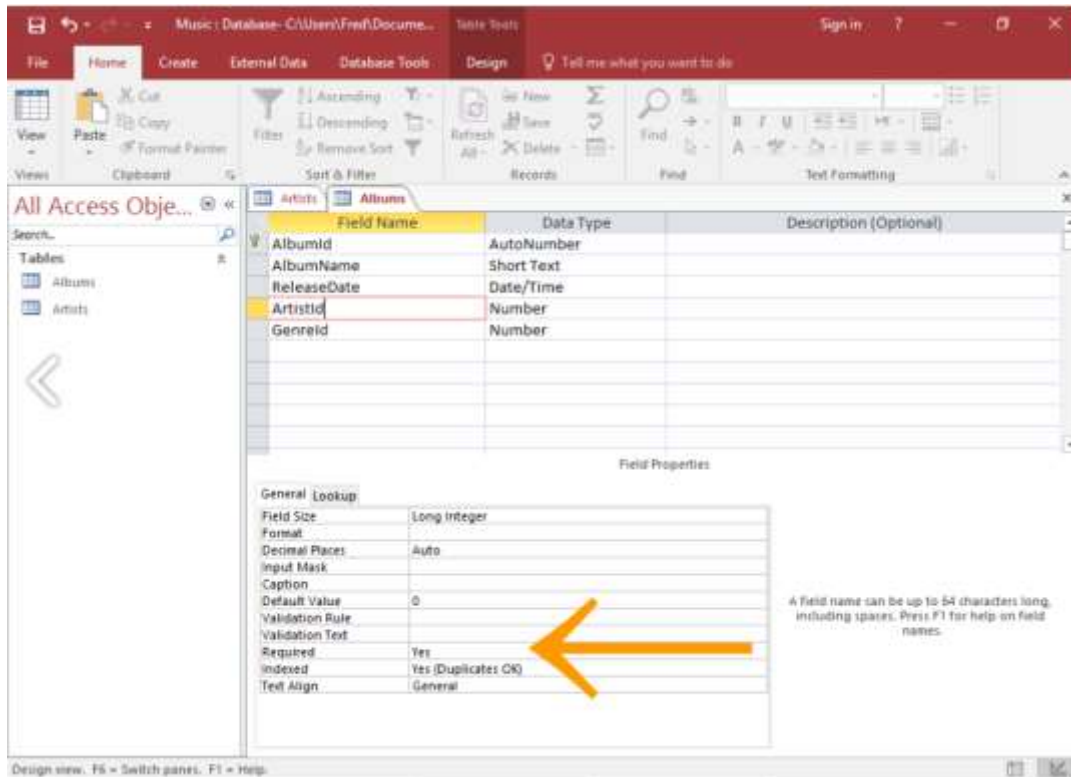 Music : Database- C:\Users\Fred\Docume... Table Tools Sign in ?
File Home Create External Data Database Tools Design Tell me what you want to do
View
Paste
Cut
Copy
Format Painter
Filter
Ascending
Descending
Remove Sort
Refresh All
New
Save
Delete
Find
B I U
A
Views Clipboard Sort & Filter Records Find Text Formatting
All Access Obje... «
Search...
Tables
Albums
Artists
Artists Albums
Field Name Data Type Description (Optional)
AlbumId AutoNumber
AlbumName Short Text
ReleaseDate Date/Time
ArtistId Number
GenreId Number
Field Properties
General Lookup
Field Size Long Integer
Format
Decimal Places Auto
Input Mask
Caption
Default Value 0
Validation Rule
Validation Text
Required Yes
Indexed Yes (Duplicates OK)
Text Align General
A field name can be up to 64 characters long,
including spaces. Press F1 for help on field
names.
Design view. F6 = Switch panes. F1 = Help.